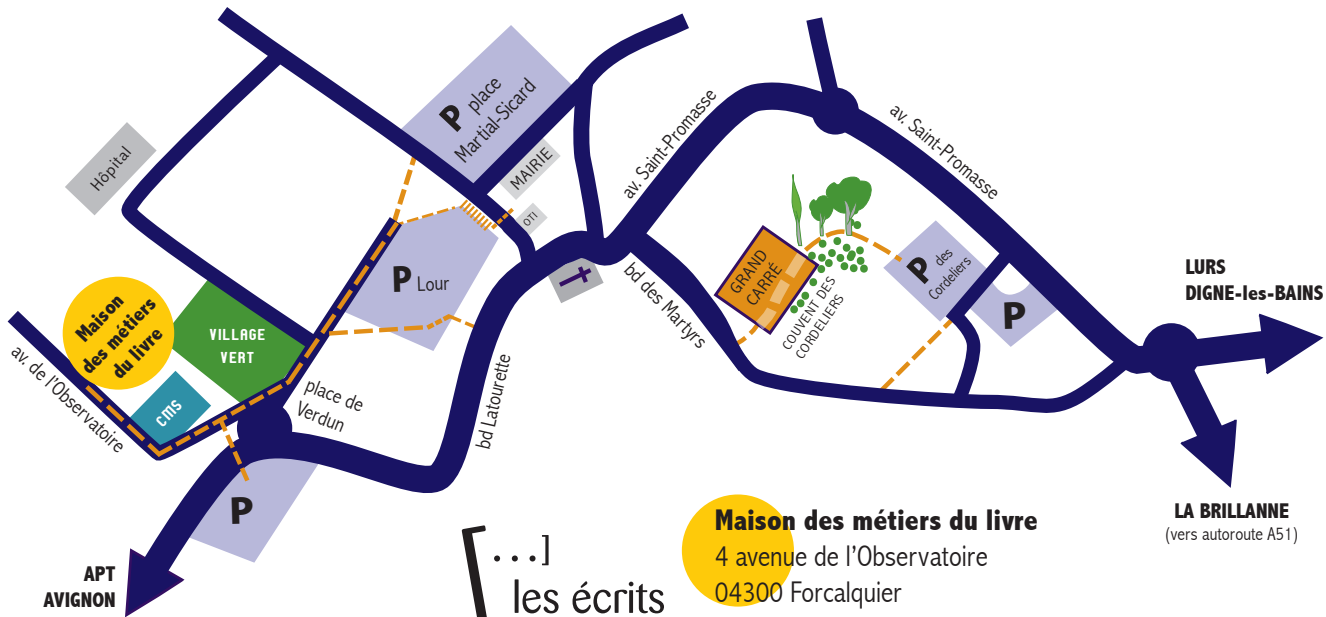 P place
Martial-Sicard
Hôpital
MAIRIE
OTI
av. Saint-Promasse
av. Saint-Promasse
P Lour
GRAND
CARRÉ
COUVENT DES
CORDELIERS
P des
Cordeliers
P
LURS
DIGNE-les-BAINS
bd des Martyrs
Maison
des métiers
du livre
VILLAGE
VERT
cms
av. de l'Observatoire
place de
Verdun
bd Latourette
P
APT
AVIGNON
LA BRILLANNE
(vers autoroute A51)
[...]
les écrits
Maison des métiers du livre
4 avenue de l'Observatoire
04300 Forcalquier